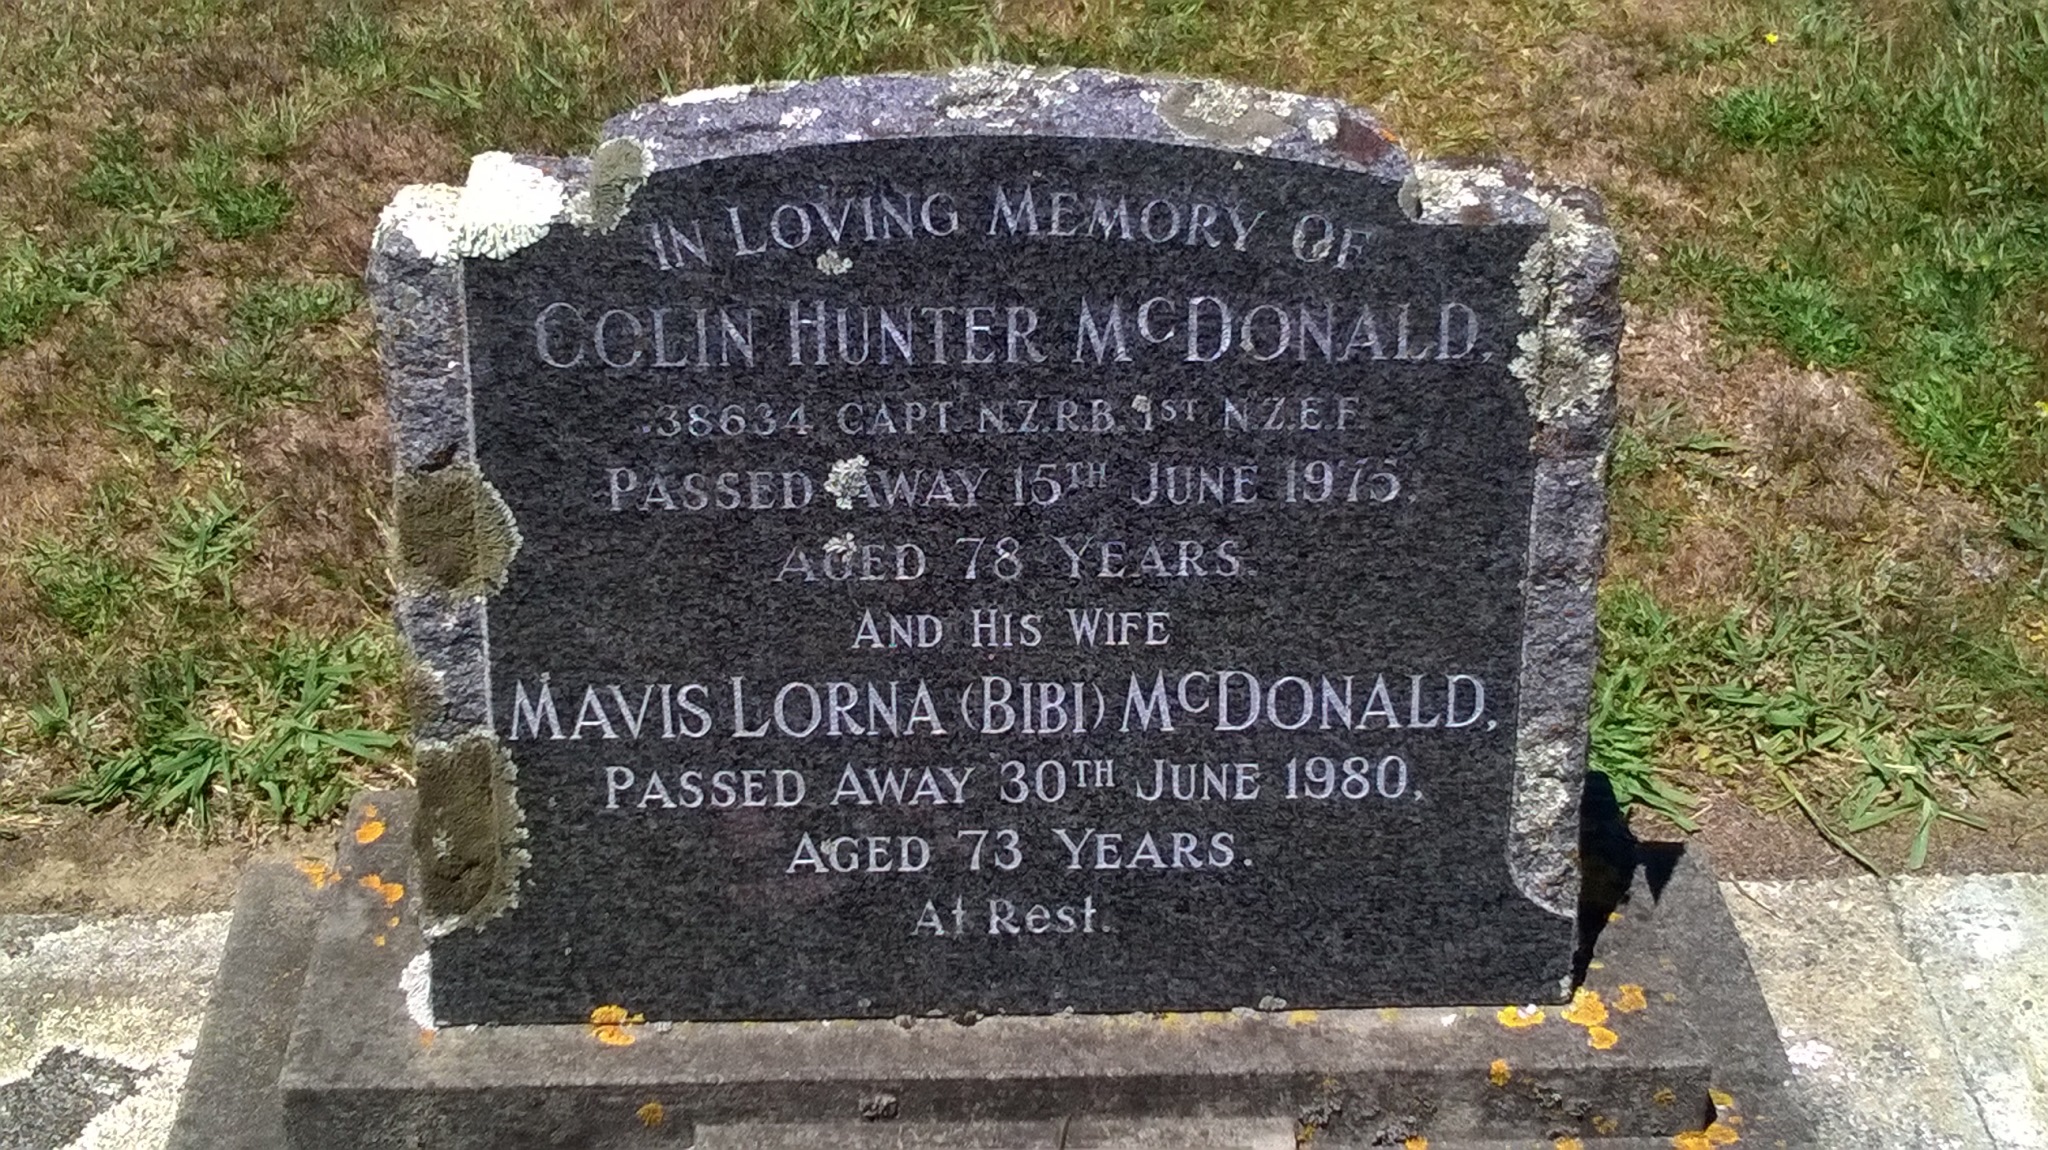 IN LOVING MEMORY OF
COLIN HUNTER McDONALD,
38634 CAPT. N.Z.R.B. 1ST N.Z.E.F.
PASSED AWAY 15TH JUNE 1975,
AGED 78 YEARS.
AND HIS WIFE
MAVIS LORNA (BIBI) McDONALD,
PASSED AWAY 30TH JUNE 1980,
AGED 73 YEARS.
At Rest.